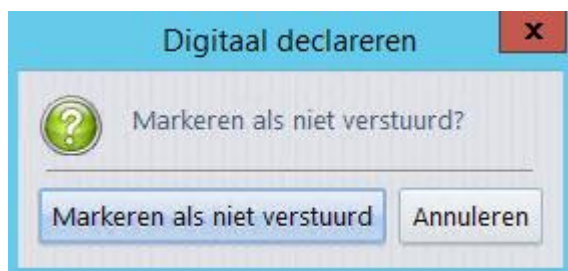 Digitaal declareren
Markeren als niet verstuurd?
Markeren als niet verstuurd Annuleren